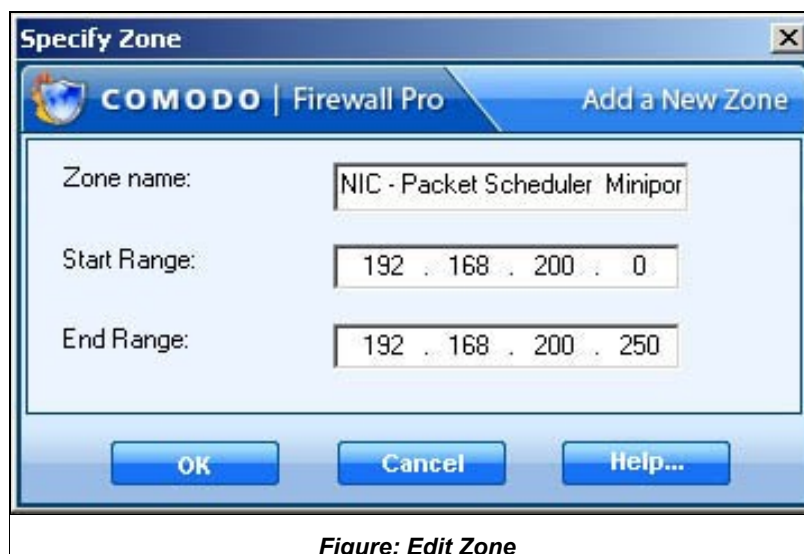 Specify Zone
COMODO | Firewall Pro
Add a New Zone
Zone name:
NIC - Packet Scheduler Minipor
Start Range:
192 . 168 . 200 . 0
End Range:
192 . 168 . 200 . 250
OK
Cancel
Help...
Figure: Edit Zone